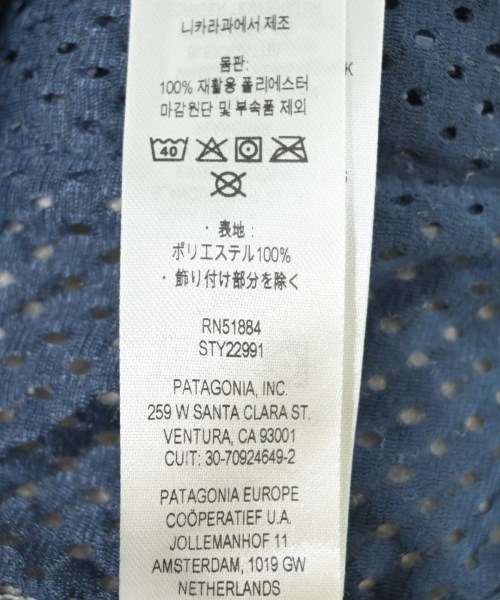 니카라과에서 제조
몸판:
100% 재활용 폴리에스터
마감원단 및 부속품 제외
40
・表地:
ポリエステル100%
・飾り付け部分を除く
RN51884
STY22991
PATAGONIA, INC.
259 W SANTA CLARA ST.
VENTURA, CA 93001
CUIT: 30-70924649-2
PATAGONIA EUROPE
COÖPERATIEF U.A.
JOLLEMANHOF 11
AMSTERDAM, 1019 GW
NETHERLANDS